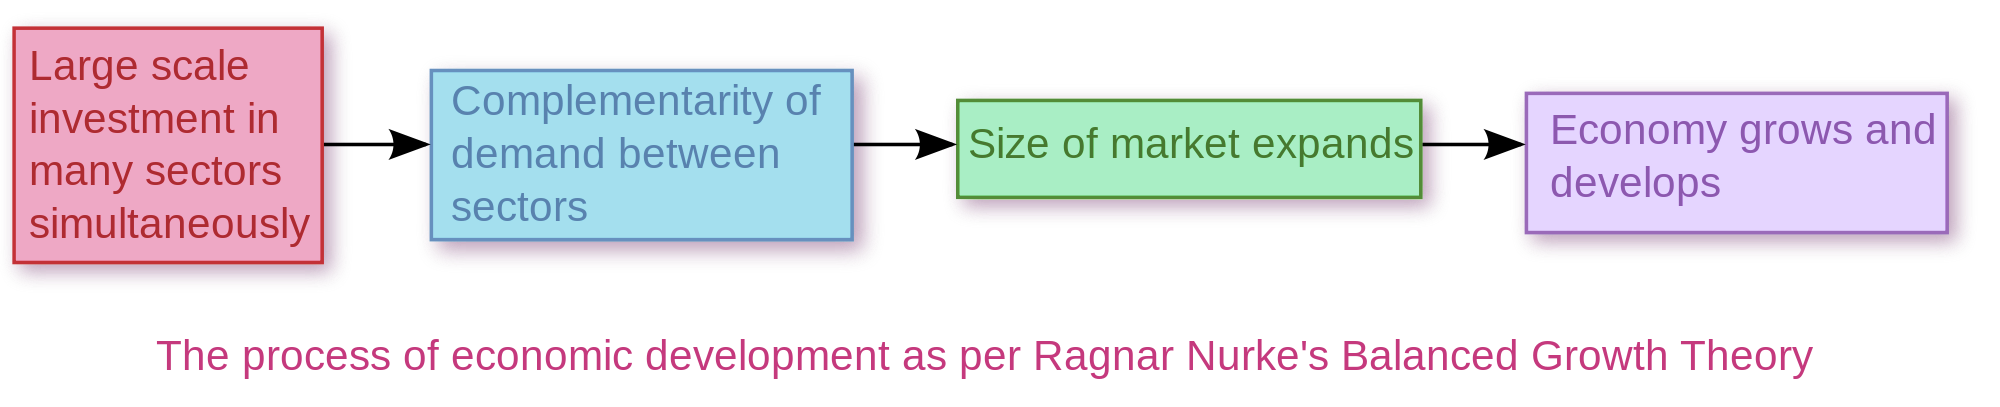 Large scale
investment in
many sectors
simultaneously
Complementarity of
demand between
sectors
Size of market expands
Economy grows and
develops
The process of economic development as per Ragnar Nurke's Balanced Growth Theory